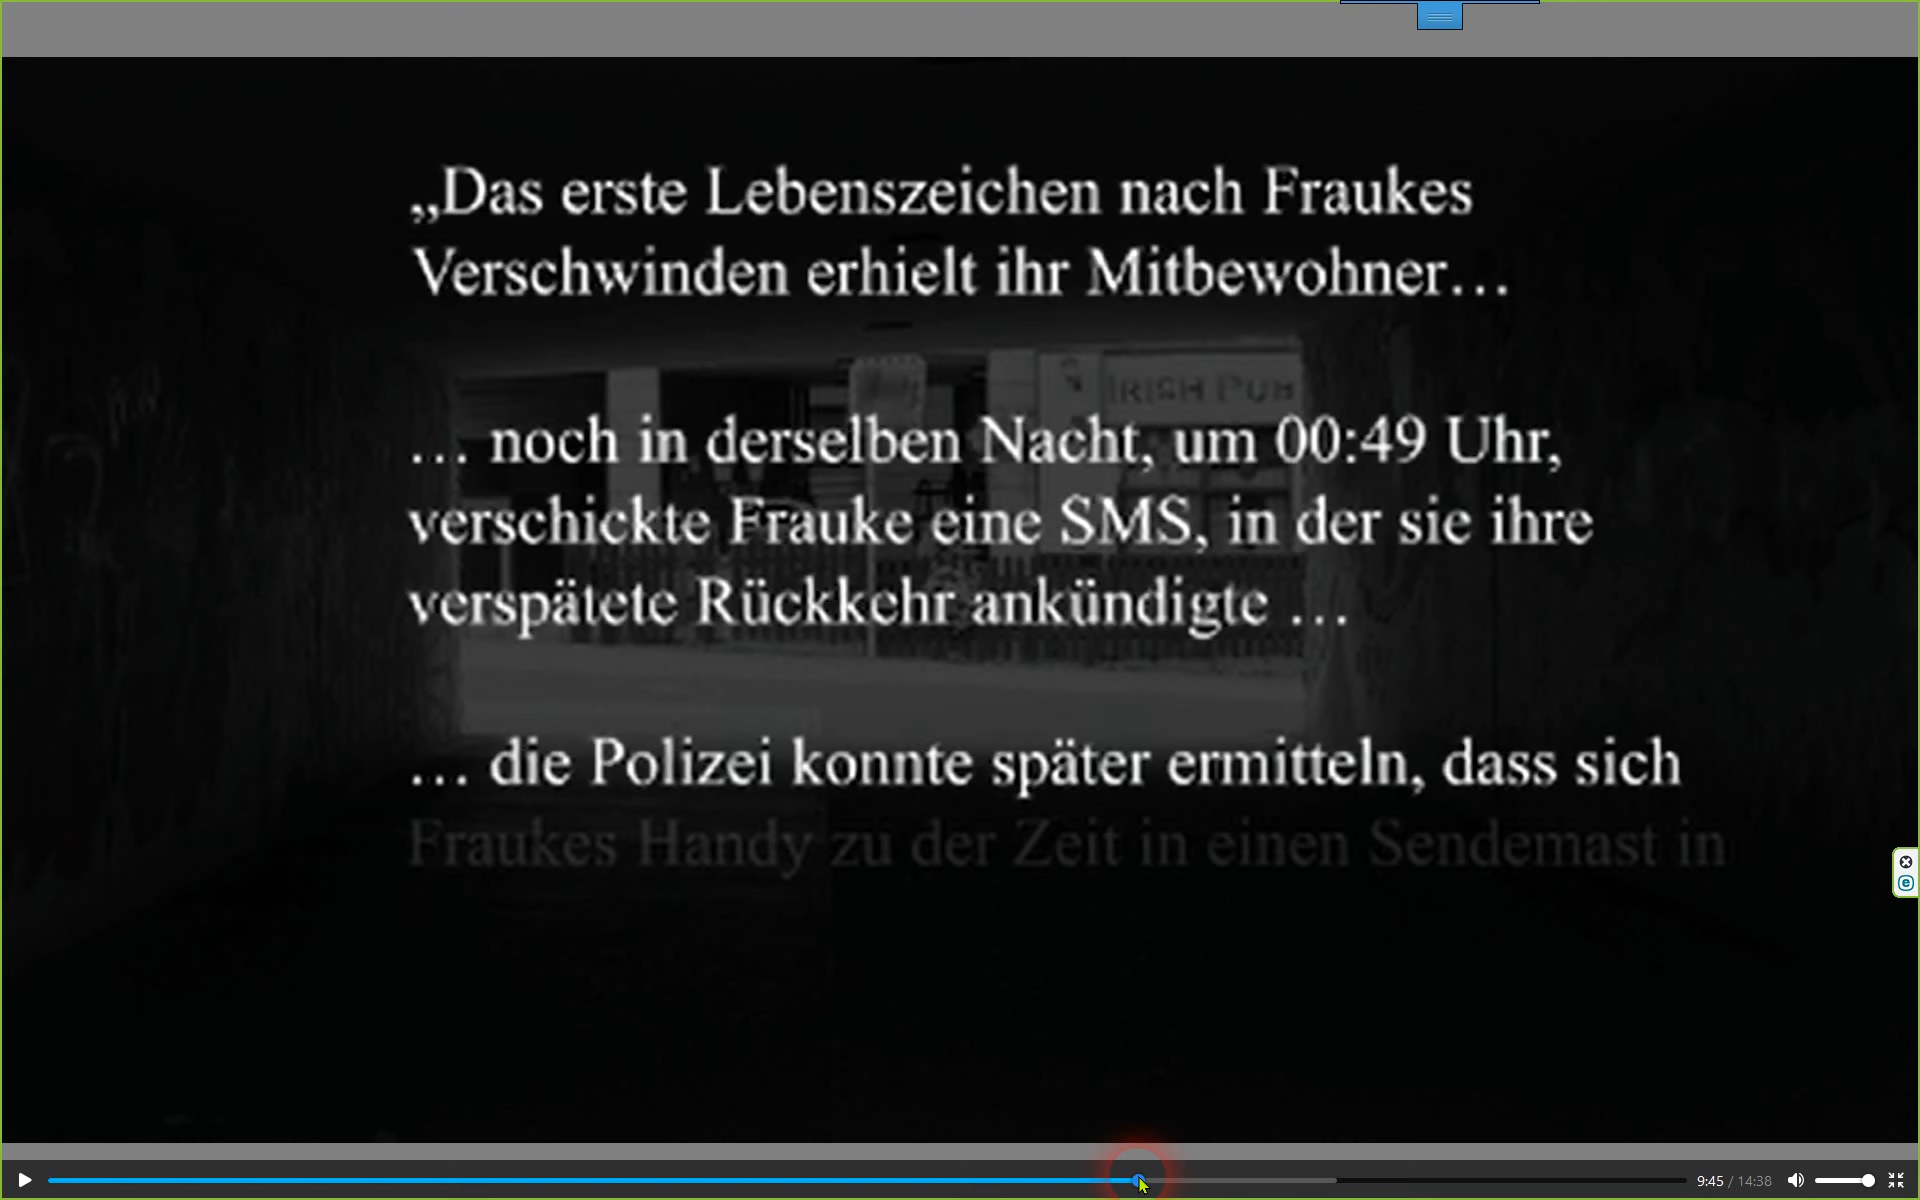 „Das erste Lebenszeichen nach Fraukes
Verschwinden erhielt ihr Mitbewohner…
IRISH PUB
… noch in derselben Nacht, um 00:49 Uhr,
verschickte Frauke eine SMS, in der sie ihre
verspätete Rückkehr ankündigte …
… die Polizei konnte später ermitteln, dass sich
Fraukes Handy zu der Zeit in einen Sendemast in
9:45 / 14:38